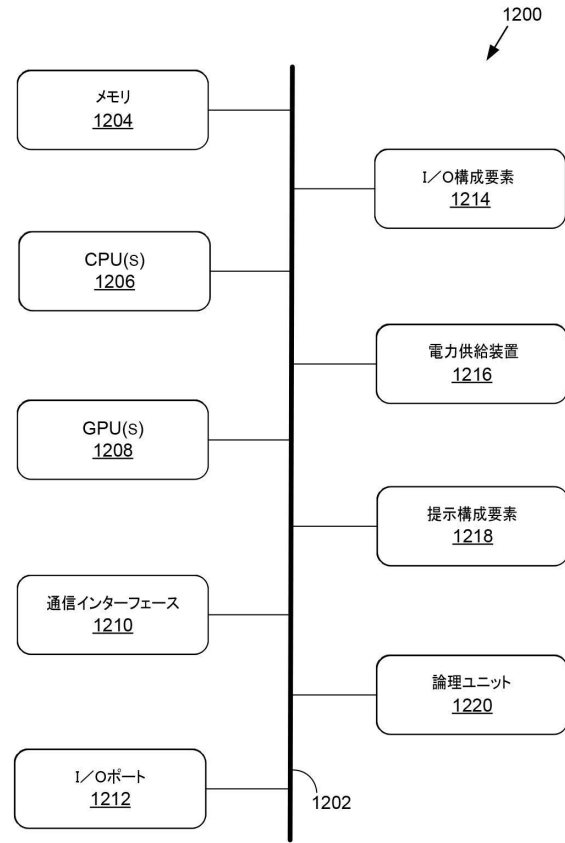 1200
メモリ
1204
I/O構成要素
1214
CPU(s)
1206
電力供給装置
1216
GPU(s)
1208
提示構成要素
1218
通信インターフェース
1210
論理ユニット
1220
I/Oポート
1212
1202